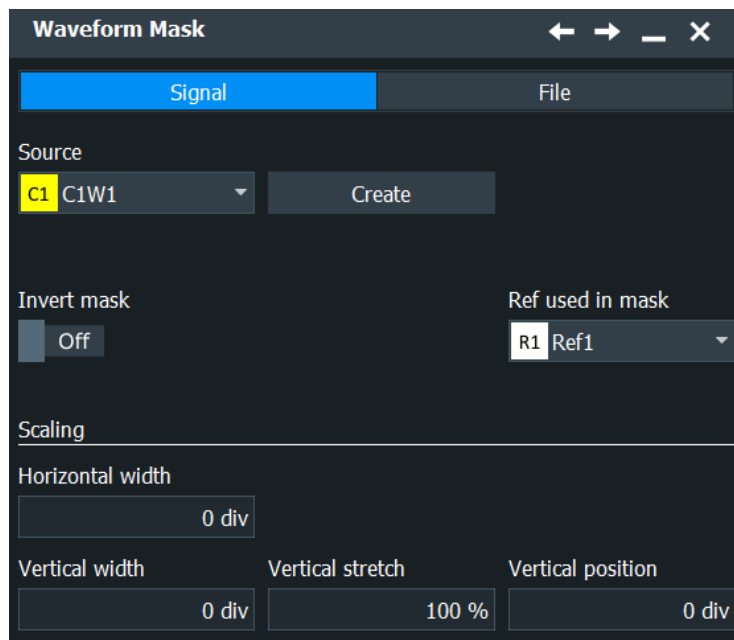 Waveform Mask
Signal File
Source
C1 C1W1 Create
Invert mask Ref used in mask
Off R1 Ref1
Scaling
Horizontal width
0 div
Vertical width Vertical stretch Vertical position
0 div 100 % 0 div